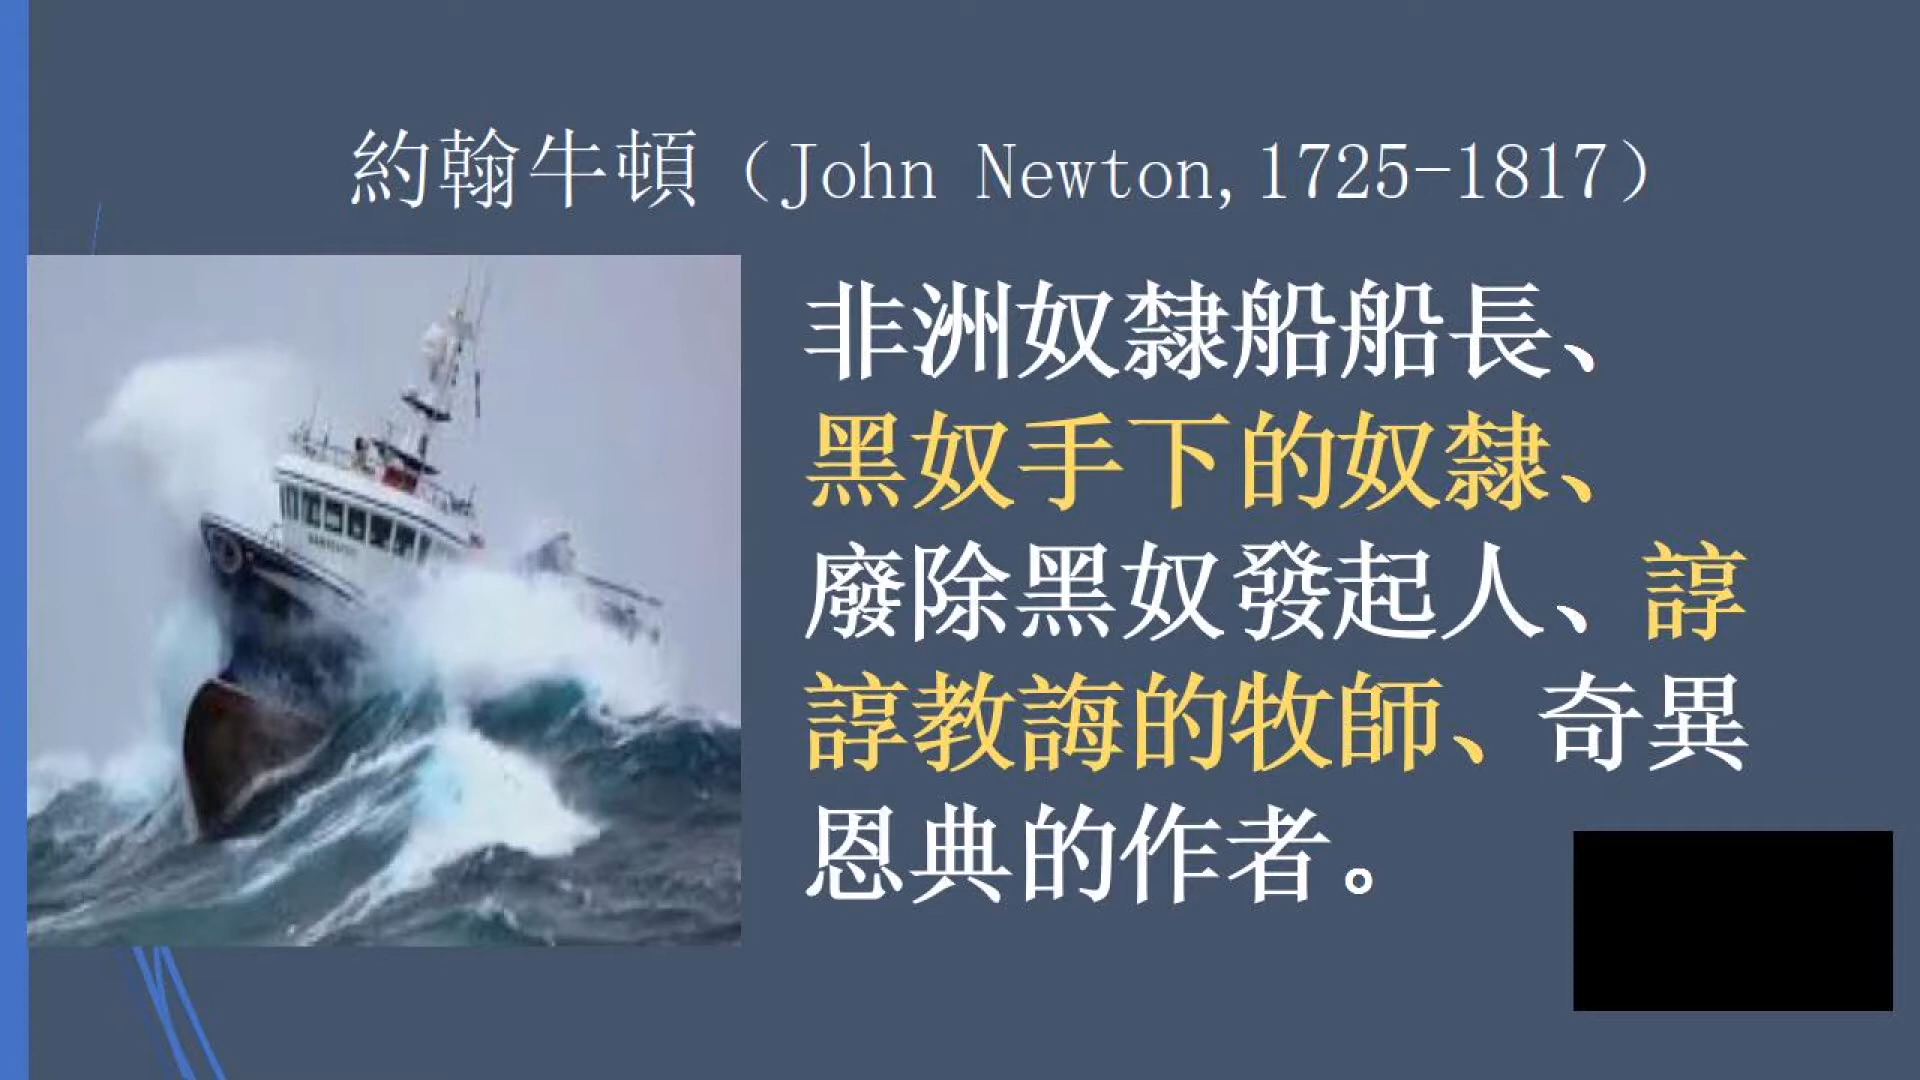 約翰牛頓（John Newton,1725-1817）
非洲奴隸船船長、
黑奴手下的奴隸、
廢除黑奴發起人、諄
諄教誨的牧師、奇異
恩典的作者。